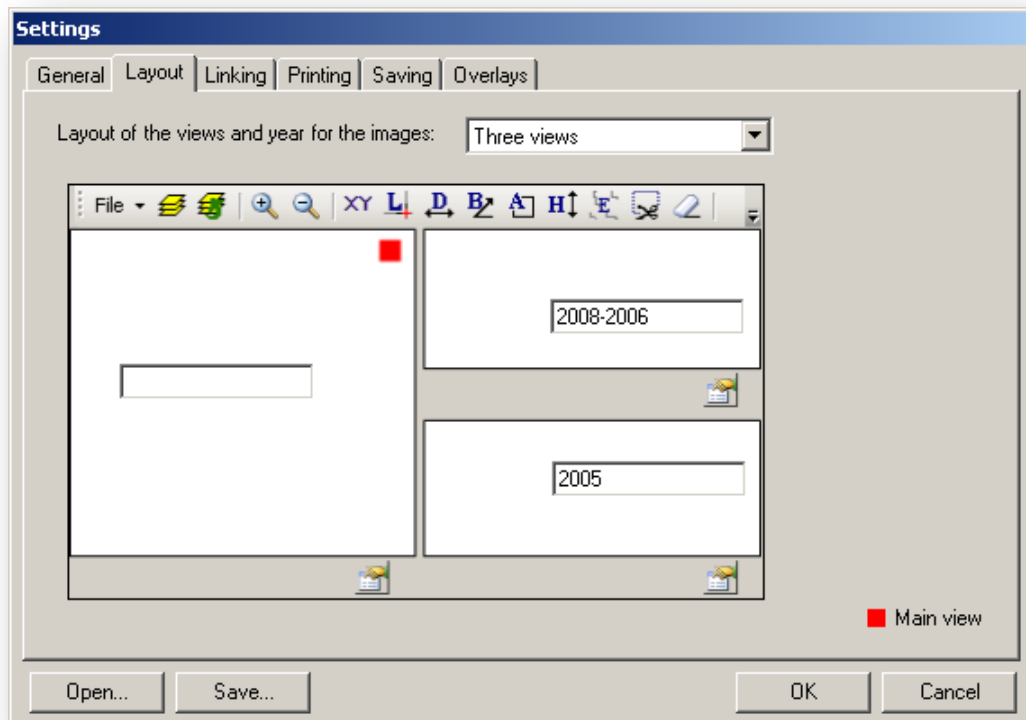 Settings
General Layout Linking Printing Saving Overlays
Layout of the views and year for the images: Three views
File XY L D B A H E
2008-2006
2005
Main view
Open... Save... OK Cancel